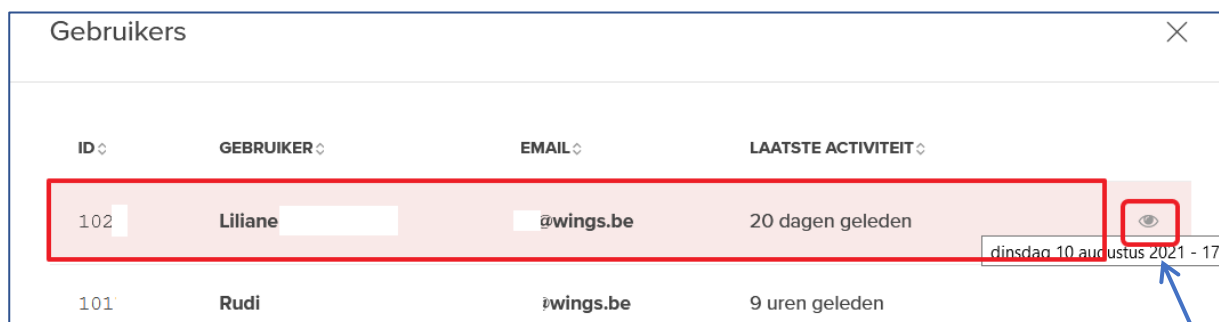 Gebruikers
ID GEBRUIKER EMAIL LAATSTE ACTIVITEIT
102 Liliane @wings.be 20 dagen geleden
dinsdag 10 augustus 2021 - 17
101 Rudi @wings.be 9 uren geleden